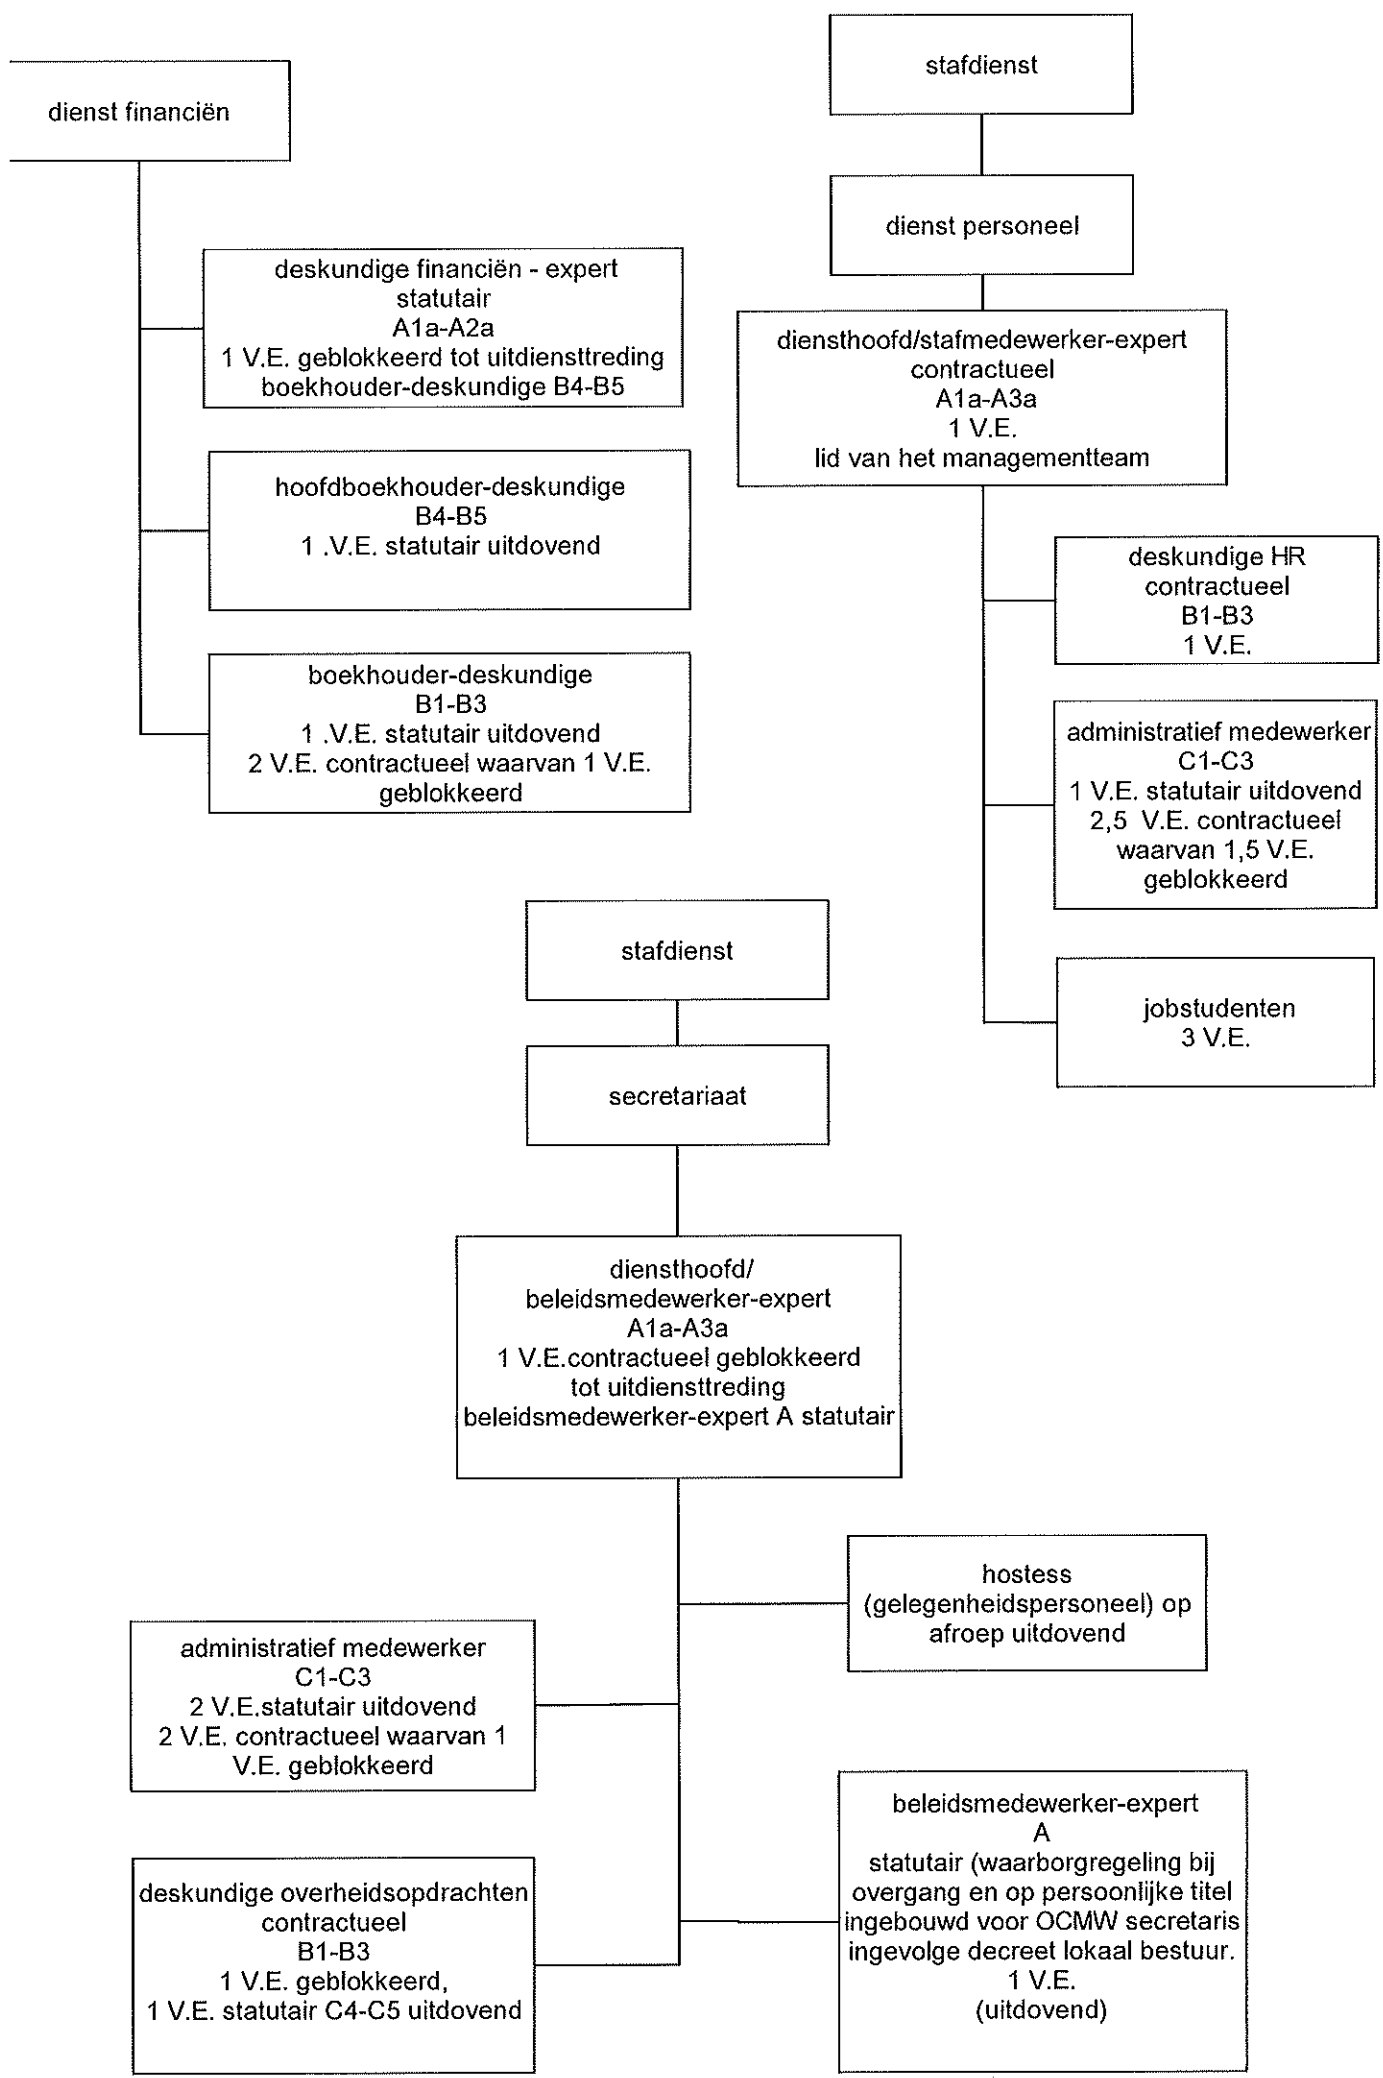 dienst financiën
deskundige financiën - expert
statutair
A1a-A2a
1 V.E. geblokkeerd tot uitdiensttreding
boekhouder-deskundige B4-B5
hoofdboekhouder-deskundige
B4-B5
1 .V.E. statutair uitdovend
boekhouder-deskundige
B1-B3
1 .V.E. statutair uitdovend
2 V.E. contractueel waarvan 1 V.E.
geblokkeerd
stafdienst
dienst personeel
diensthoofd/stafmedewerker-expert
contractueel
A1a-A3a
1 V.E.
lid van het managementteam
deskundige HR
contractueel
B1-B3
1 V.E.
administratief medewerker
C1-C3
1 V.E. statutair uitdovend
2,5 V.E. contractueel
waarvan 1,5 V.E.
geblokkeerd
jobstudenten
3 V.E.
stafdienst
secretariaat
diensthoofd/
beleidsmedewerker-expert
A1a-A3a
1 V.E.contractueel geblokkeerd
tot uitdiensttreding
beleidsmedewerker-expert A statutair
hostess
(gelegenheidspersoneel) op
afroep uitdovend
administratief medewerker
C1-C3
2 V.E.statutair uitdovend
2 V.E. contractueel waarvan 1
V.E. geblokkeerd
beleidsmedewerker-expert
A
statutair (waarborgregeling bij
overgang en op persoonlijke titel
ingebouwd voor OCMW secretaris
ingevolge decreet lokaal bestuur.
1 V.E.
(uitdovend)
deskundige overheidsopdrachten
contractueel
B1-B3
1 V.E. geblokkeerd,
1 V.E. statutair C4-C5 uitdovend